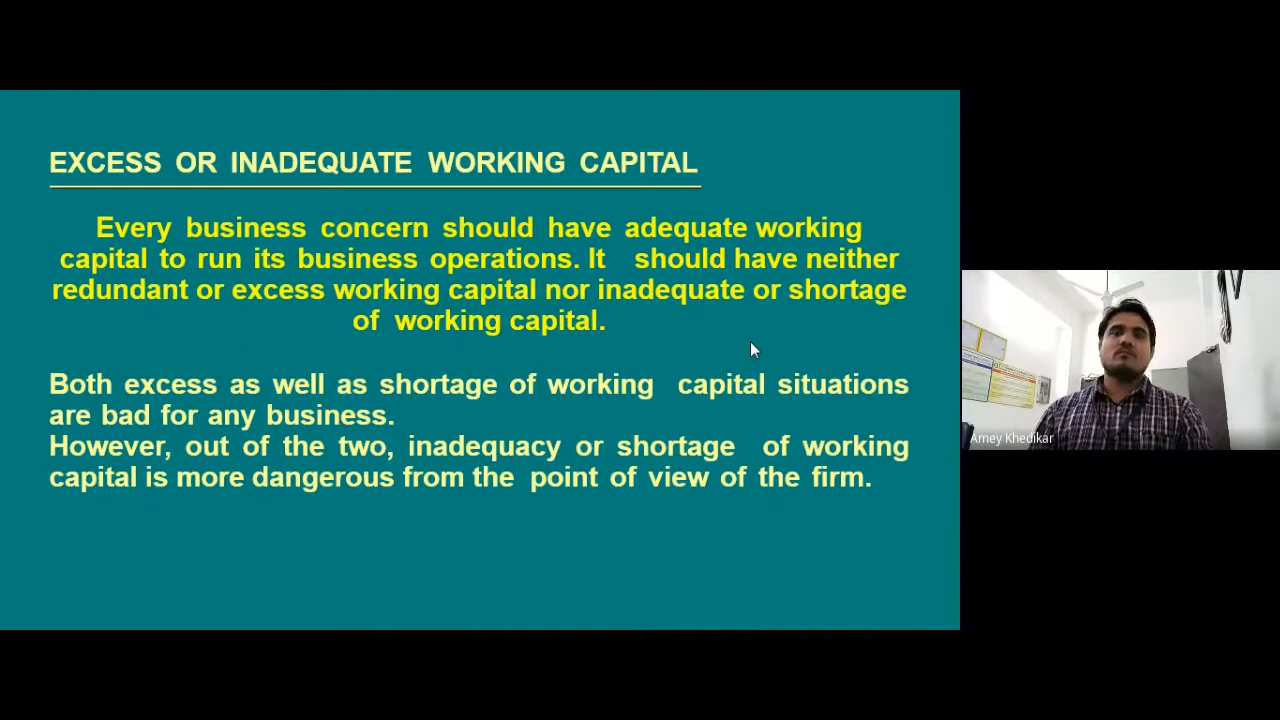 EXCESS OR INADEQUATE WORKING CAPITAL
Every business concern should have adequate working
capital to run its business operations. It should have neither
redundant or excess working capital nor inadequate or shortage
of working capital.
Both excess as well as shortage of working capital situations
are bad for any business.
However, out of the two, inadequacy or shortage of working
capital is more dangerous from the point of view of the firm.
Amey Khedikar